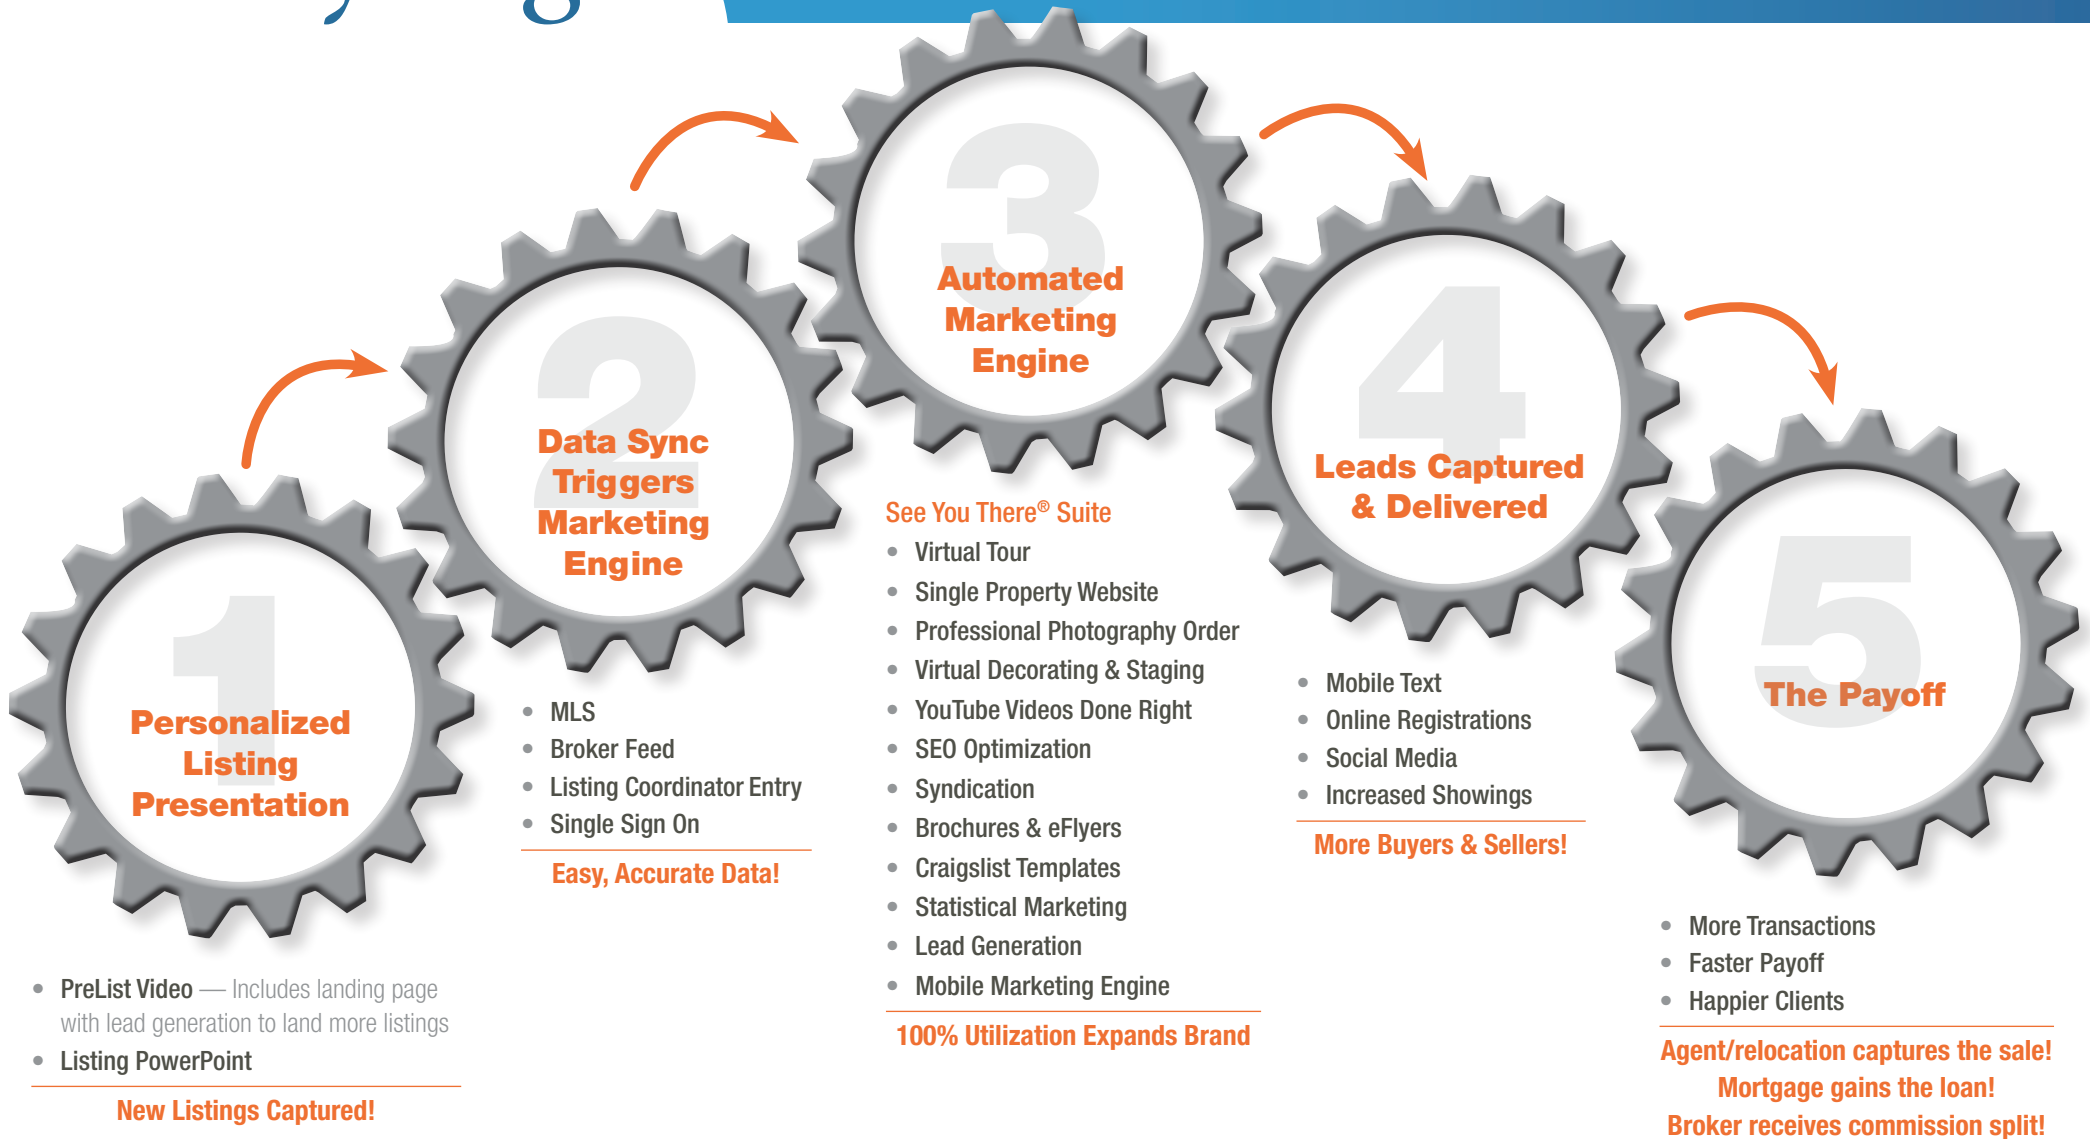 1
Personalized
Listing
Presentation
• PreList Video — Includes landing page
with lead generation to land more listings
• Listing PowerPoint
New Listings Captured!
2
Data Sync
Triggers
Marketing
Engine
• MLS
• Broker Feed
• Listing Coordinator Entry
• Single Sign On
Easy, Accurate Data!
3
Automated
Marketing
Engine
See You There® Suite
• Virtual Tour
• Single Property Website
• Professional Photography Order
• Virtual Decorating & Staging
• YouTube Videos Done Right
• SEO Optimization
• Syndication
• Brochures & eFlyers
• Craigslist Templates
• Statistical Marketing
• Lead Generation
• Mobile Marketing Engine
100% Utilization Expands Brand
4
Leads Captured
& Delivered
• Mobile Text
• Online Registrations
• Social Media
• Increased Showings
More Buyers & Sellers!
5
The Payoff
• More Transactions
• Faster Payoff
• Happier Clients
Agent/relocation captures the sale!
Mortgage gains the loan!
Broker receives commission split!